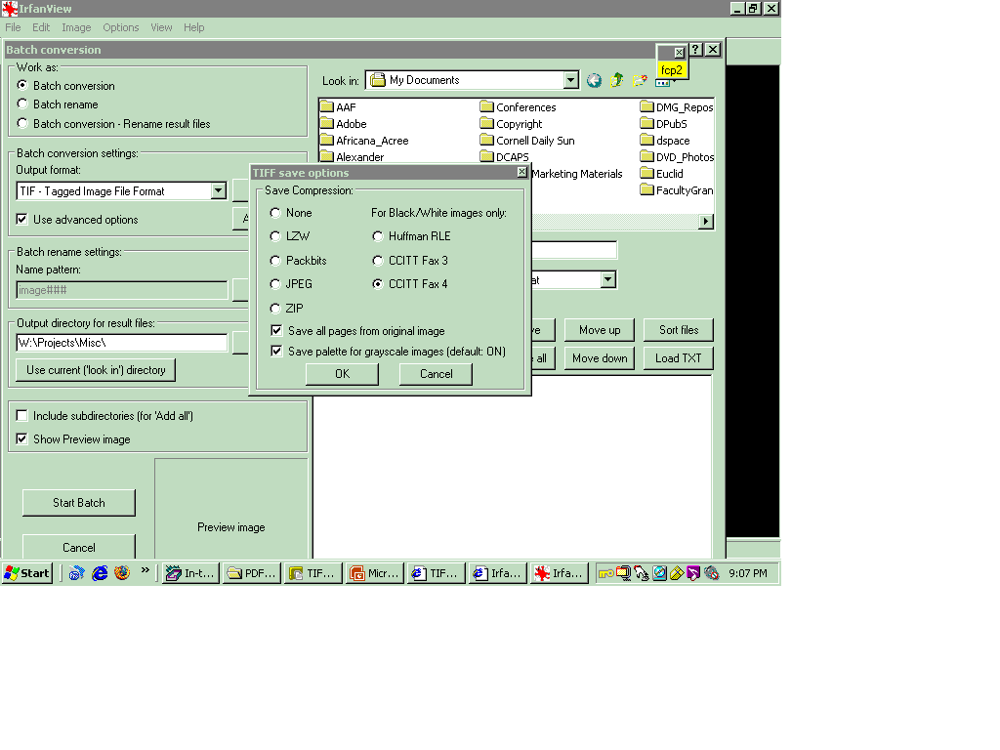 IrfanView
File Edit Image Options View Help
Batch conversion
fcp2
Work as:
Batch conversion
Batch rename
Batch conversion - Rename result files
Batch conversion settings:
Output format:
TIF - Tagged Image File Format
Use advanced options
A
Batch rename settings:
Name pattern:
image###
Output directory for result files:
W:\Projects\Misc\
Use current ('look in') directory
Include subdirectories (for 'Add all')
Show Preview image
Start Batch
Cancel
Preview image
Look in: My Documents
AAF Conferences DMG_Repos
Adobe Copyright DPubS
Africana_Acree Cornell Daily Sun dspace
Alexander DCAPS DVD_Photos
Marketing Materials Euclid
FacultyGran
at
ve Move up Sort files
e all Move down Load TXT
TIFF save options
Save Compression:
None For Black/White images only:
LZW Huffman RLE
Packbits CCITT Fax 3
JPEG CCITT Fax 4
ZIP
Save all pages from original image
Save palette for grayscale images (default: ON)
OK Cancel
Start In-t... PDF... TIF... Micr... TIF... Irfa... Irfa... 9:07 PM